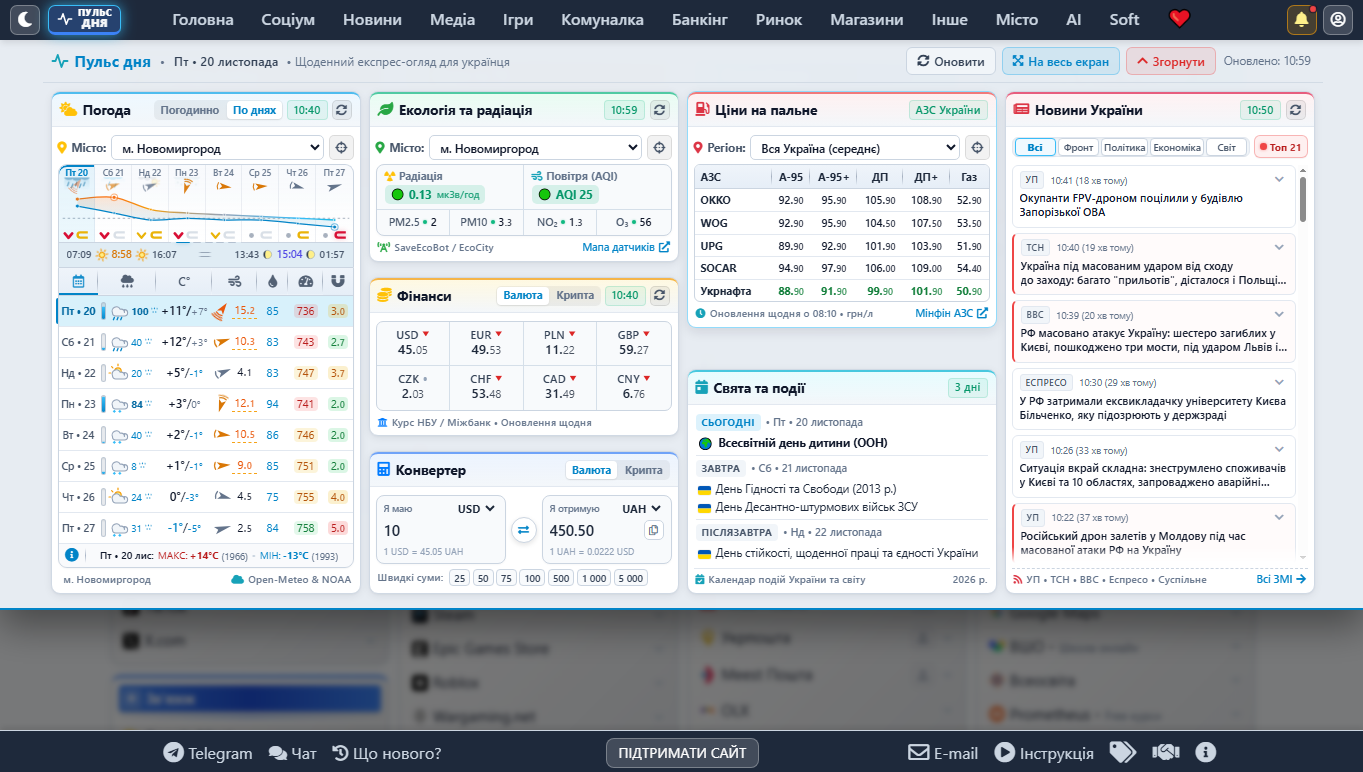 ПУЛЬС ДНЯ
Головна Соціум Новини Медіа Ігри Комуналка Банкінг Ринок Магазини Інше Місто AI Soft
Пульс дня • Пт • 20 листопада • Щоденний експрес-огляд для українця
Оновити На весь екран Згорнути Оновлено: 10:59
Погода Погодинно По днях 10:40
Місто: м. Новомиргород
Пт 20 Сб 21 Нд 22 Пн 23 Вт 24 Ср 25 Чт 26 Пт 27
07:09 8:58 16:07 13:43 15:04 01:57
C°
Пт • 20 100 +11°/+7° 15.2 85 736 3.0
Сб • 21 40 +12°/+3° 10.3 83 743 2.7
Нд • 22 20 +5°/-1° 4.1 83 747 3.7
Пн • 23 84 +3°/0° 12.1 94 741 2.0
Вт • 24 40 +2°/-1° 10.5 86 746 2.0
Ср • 25 8 +1°/-1° 9.0 85 751 2.0
Чт • 26 24 0°/-3° 4.5 75 755 4.0
Пт • 27 31 -1°/-5° 2.5 84 758 5.0
Пт • 20 лис: МАКС: +14°C (1966) - МІН: -13°C (1993)
м. Новомиргород Open-Meteo & NOAA
Екологія та радіація 10:59
Місто: м. Новомиргород
Радіація Повітря (AQI)
0.13 мкЗв/год AQI 25
PM2.5 • 2 PM10 • 3.3 NO₂ • 1.3 O₃ • 56
SaveEcoBot / EcoCity Мапа датчиків
Фінанси Валюта Крипта 10:40
USD EUR PLN GBP
45.05 49.53 11.22 59.27
CZK CHF CAD CNY
2.03 53.48 31.49 6.76
Курс НБУ / Міжбанк • Оновлення щодня
Конвертер Валюта Крипта
Я маю USD Я отримую UAH
10 450.50
1 USD = 45.05 UAH 1 UAH = 0.0222 USD
Швидкі суми: 25 50 75 100 500 1 000 5 000
Ціни на пальне АЗС України
Регіон: Вся Україна (середнє)
АЗС А-95 А-95+ ДП ДП+ Газ
OKKO 92.90 95.90 105.90 108.90 52.90
WOG 92.90 95.90 104.50 107.50 53.50
UPG 89.90 92.90 101.90 103.90 51.90
SOCAR 94.90 97.90 106.00 109.00 54.40
Укрнафта 88.90 91.90 99.90 101.90 50.90
Оновлення щодня о 08:10 • грн/л Мінфін АЗС
Свята та події 3 дні
СЬОГОДНІ • Пт • 20 листопада
Всесвітній день дитини (ООН)
ЗАВТРА • Сб • 21 листопада
День Гідності та Свободи (2013 р.)
День Десантно-штурмових військ ЗСУ
ПІСЛЯЗАВТРА • Нд • 22 листопада
День стійкості, щоденної праці та єдності України
Календар подій України та світу 2026 р.
Новини України 10:50
Всі Фронт Політика Економіка Світ Топ 21
УП 10:41 (18 хв тому)
Окупанти FPV-дроном поцілили у будівлю
Запорізької ОВА
ТСН 10:40 (19 хв тому)
Україна під масованим ударом від сходу
до заходу: багато "прильотів", дісталося і Польщі...
BBC 10:39 (20 хв тому)
РФ масовано атакує Україну: шестеро загиблих у
Києві, пошкоджено три мости, під ударом Львів і...
ЕСПРЕСО 10:30 (29 хв тому)
У РФ затримали ексвикладачку університету Києва
Більченко, яку підозрюють у держзраді
УП 10:26 (33 хв тому)
Ситуація вкрай складна: знеструмлено споживачів
у Києві та 10 областях, запроваджено аварійні...
УП 10:22 (37 хв тому)
Російський дрон залетів у Молдову під час
масованої атаки РФ на Україну
УП • ТСН • BBC • Еспресо • Суспільне Всі ЗМІ
X.com
Epic Games Store
Roblox
Wargaming.net
Укрпошта
Meest Пошта
OLX
Всеосвіта
Prometheus
Telegram Чат Що нового? ПІДТРИМАТИ САЙТ E-mail Інструкція